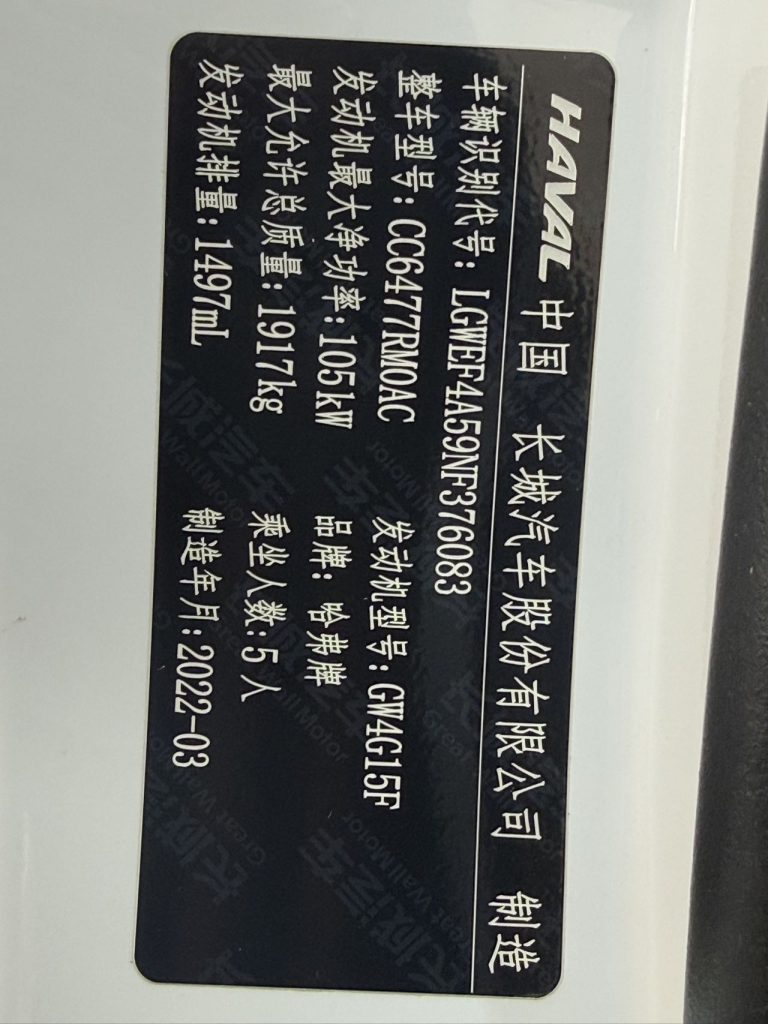 HAVAL 中国 长城汽车股份有限公司 制造
车辆识别代号: LGWEF4A59NF376083
整车型号: CC6477RM0AC 发动机型号: GW4G15F
发动机最大净功率: 105kW 品牌: 哈弗牌
最大允许总质量: 1917kg 乘坐人数: 5人
发动机排量: 1497mL 制造年月: 2022-03